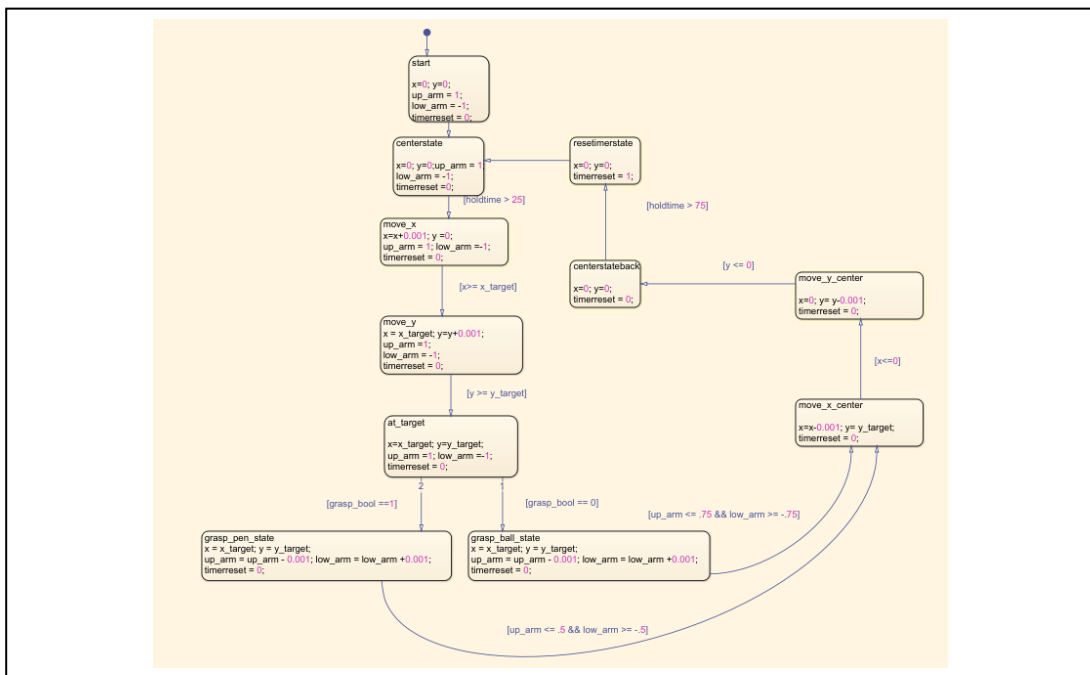 start
x=0; y=0;
up_arm = 1;
low_arm = -1;
timerreset = 0;
centerstate
x=0; y=0;up_arm = 1;
low_arm = -1;
timerreset =0;
[holdtime > 25]
move_x
x=x+0.001; y =0;
up_arm = 1; low_arm =-1;
timerreset = 0;
[x>= x_target]
move_y
x = x_target; y=y+0.001;
up_arm =1;
low_arm = -1;
timerreset = 0;
[y >= y_target]
at_target
x=x_target; y=y_target;
up_arm =1; low_arm =-1;
timerreset = 0;
2
1
[grasp_bool ==1]
[grasp_bool == 0]
grasp_pen_state
x = x_target; y = y_target;
up_arm = up_arm - 0.001; low_arm = low_arm +0.001;
timerreset = 0;
grasp_ball_state
x = x_target; y = y_target;
up_arm = up_arm - 0.001; low_arm = low_arm +0.001;
timerreset = 0;
[up_arm <= .75 && low_arm >= -.75]
[up_arm <= .5 && low_arm >= -.5]
move_x_center
x=x-0.001; y= y_target;
timerreset = 0;
[x<=0]
move_y_center
x=0; y= y-0.001;
timerreset = 0;
[y <= 0]
centerstateback
x=0; y=0;
timerreset = 0;
[holdtime > 75]
resetimerstate
x=0; y=0;
timerreset = 1;